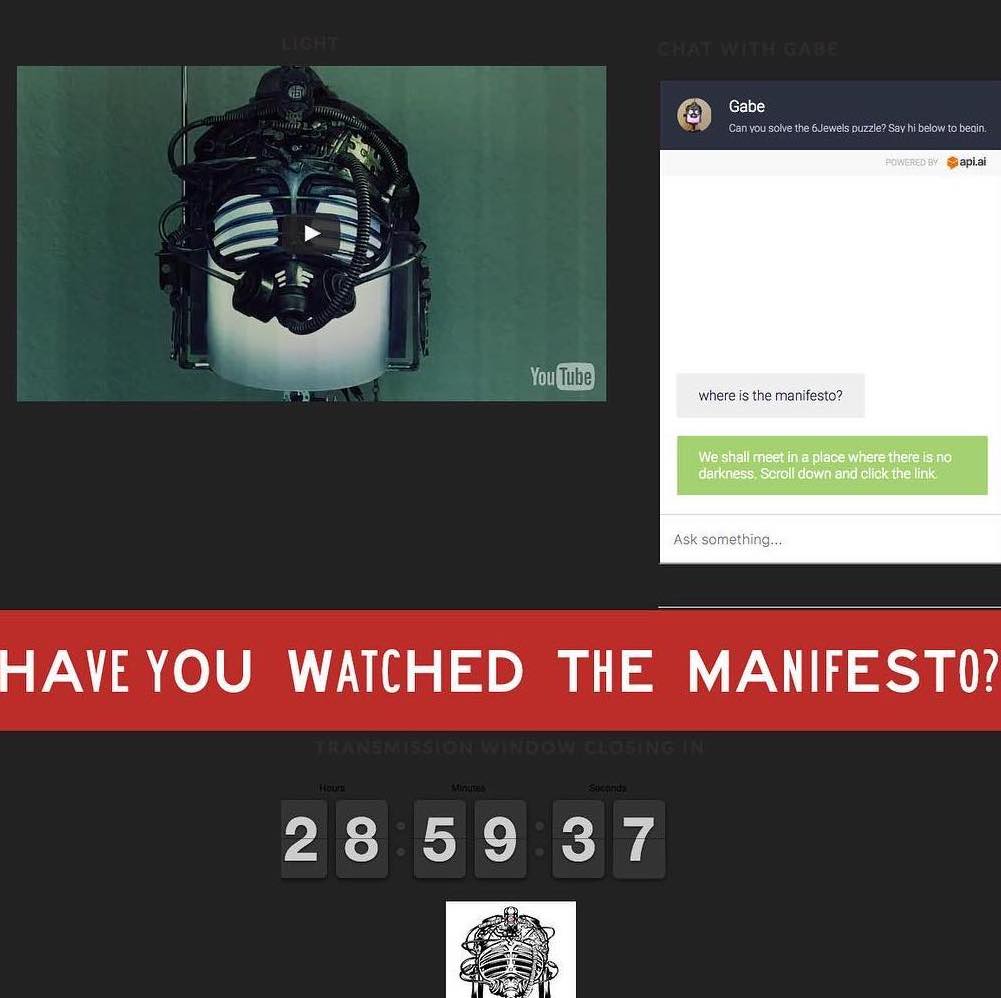 LIGHT
YouTube
CHAT WITH GABE
Gabe
Can you solve the 6Jewels puzzle? Say hi below to begin.
POWERED BY api.ai
where is the manifesto?
We shall meet in a place where there is no
darkness. Scroll down and click the link.
Ask something...
HAVE YOU WATCHED THE MANIFESTO?
TRANSMISSION WINDOW CLOSING IN
Hours Minutes Seconds
28:59:37